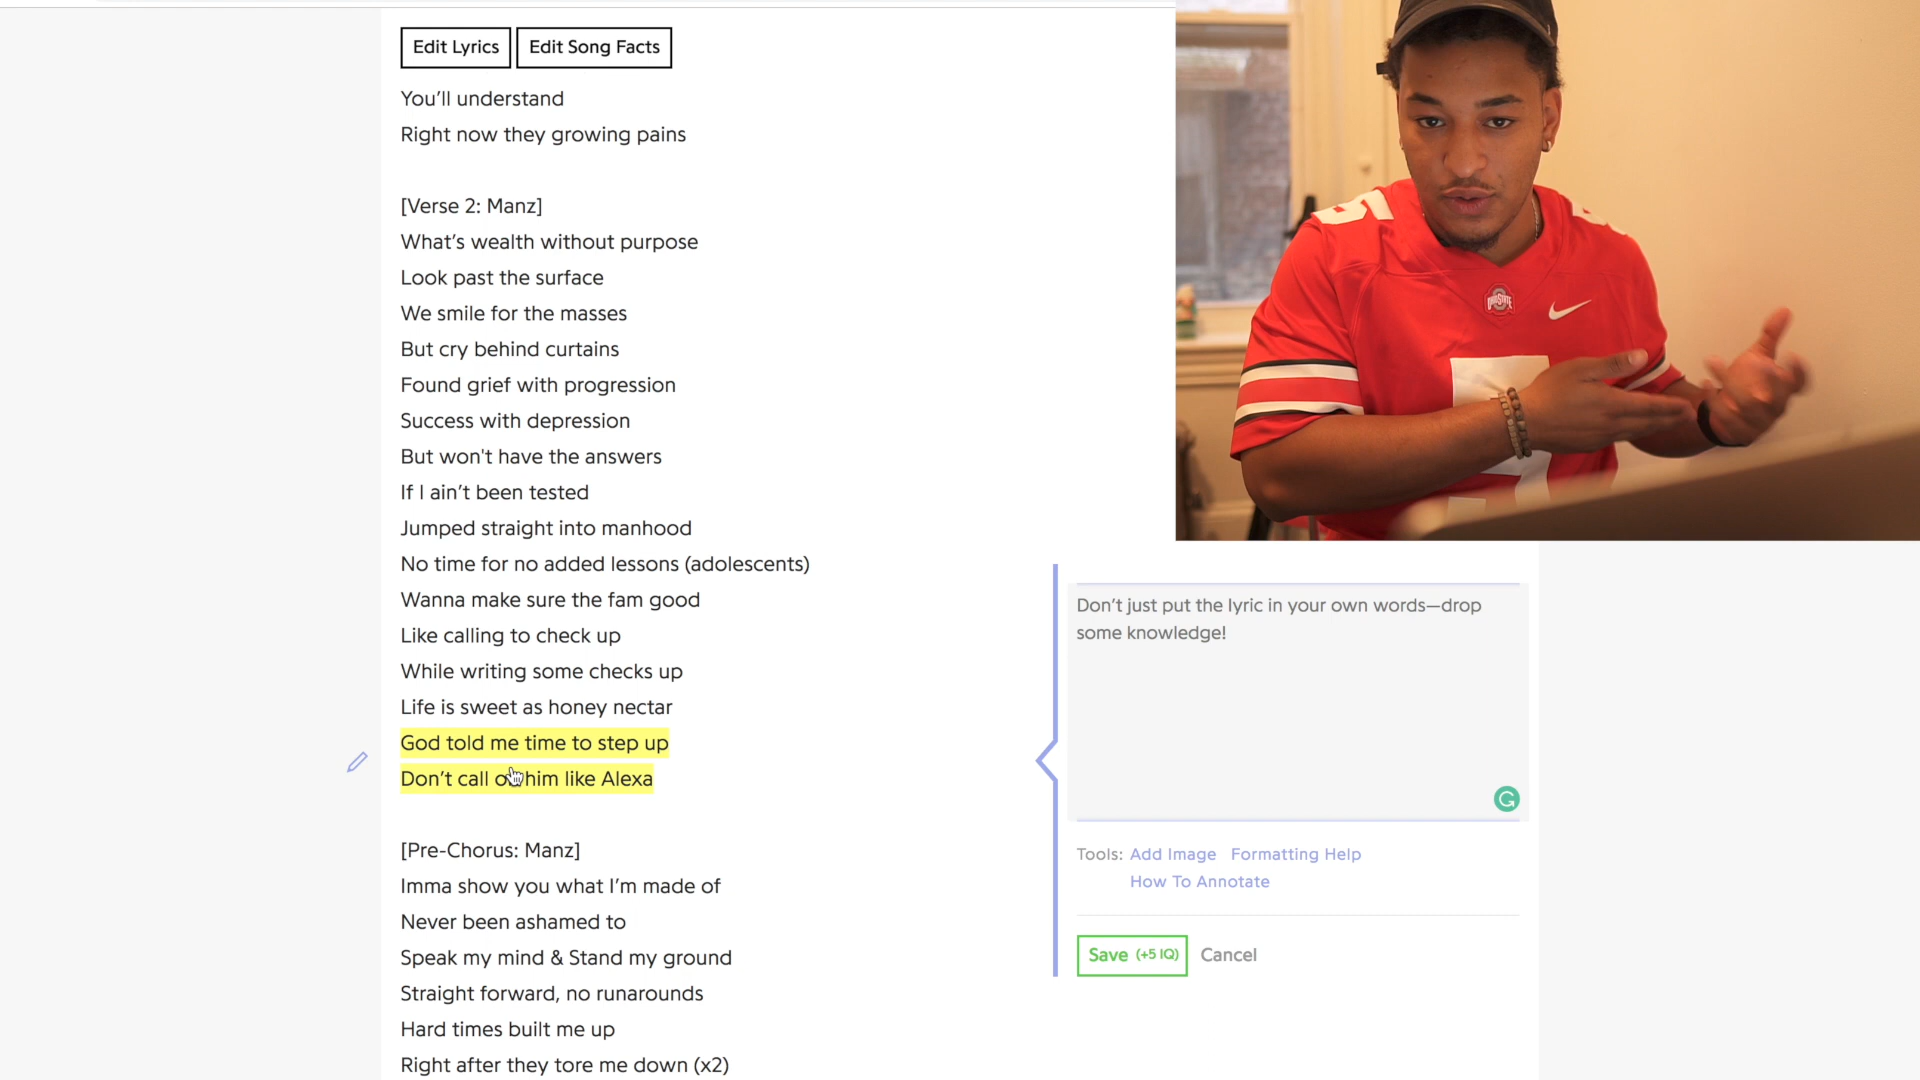 Edit Lyrics Edit Song Facts
You’ll understand
Right now they growing pains
[Verse 2: Manz]
What’s wealth without purpose
Look past the surface
We smile for the masses
But cry behind curtains
Found grief with progression
Success with depression
But won't have the answers
If I ain’t been tested
Jumped straight into manhood
No time for no added lessons (adolescents)
Wanna make sure the fam good
Like calling to check up
While writing some checks up
Life is sweet as honey nectar
God told me time to step up
Don’t call him like Alexa
[Pre-Chorus: Manz]
Imma show you what I’m made of
Never been ashamed to
Speak my mind & Stand my ground
Straight forward, no runarounds
Hard times built me up
Right after they tore me down (x2)
OHIO STATE
Don’t just put the lyric in your own words—drop
some knowledge!
Tools: Add Image Formatting Help
How To Annotate
Save (+5 IQ) Cancel